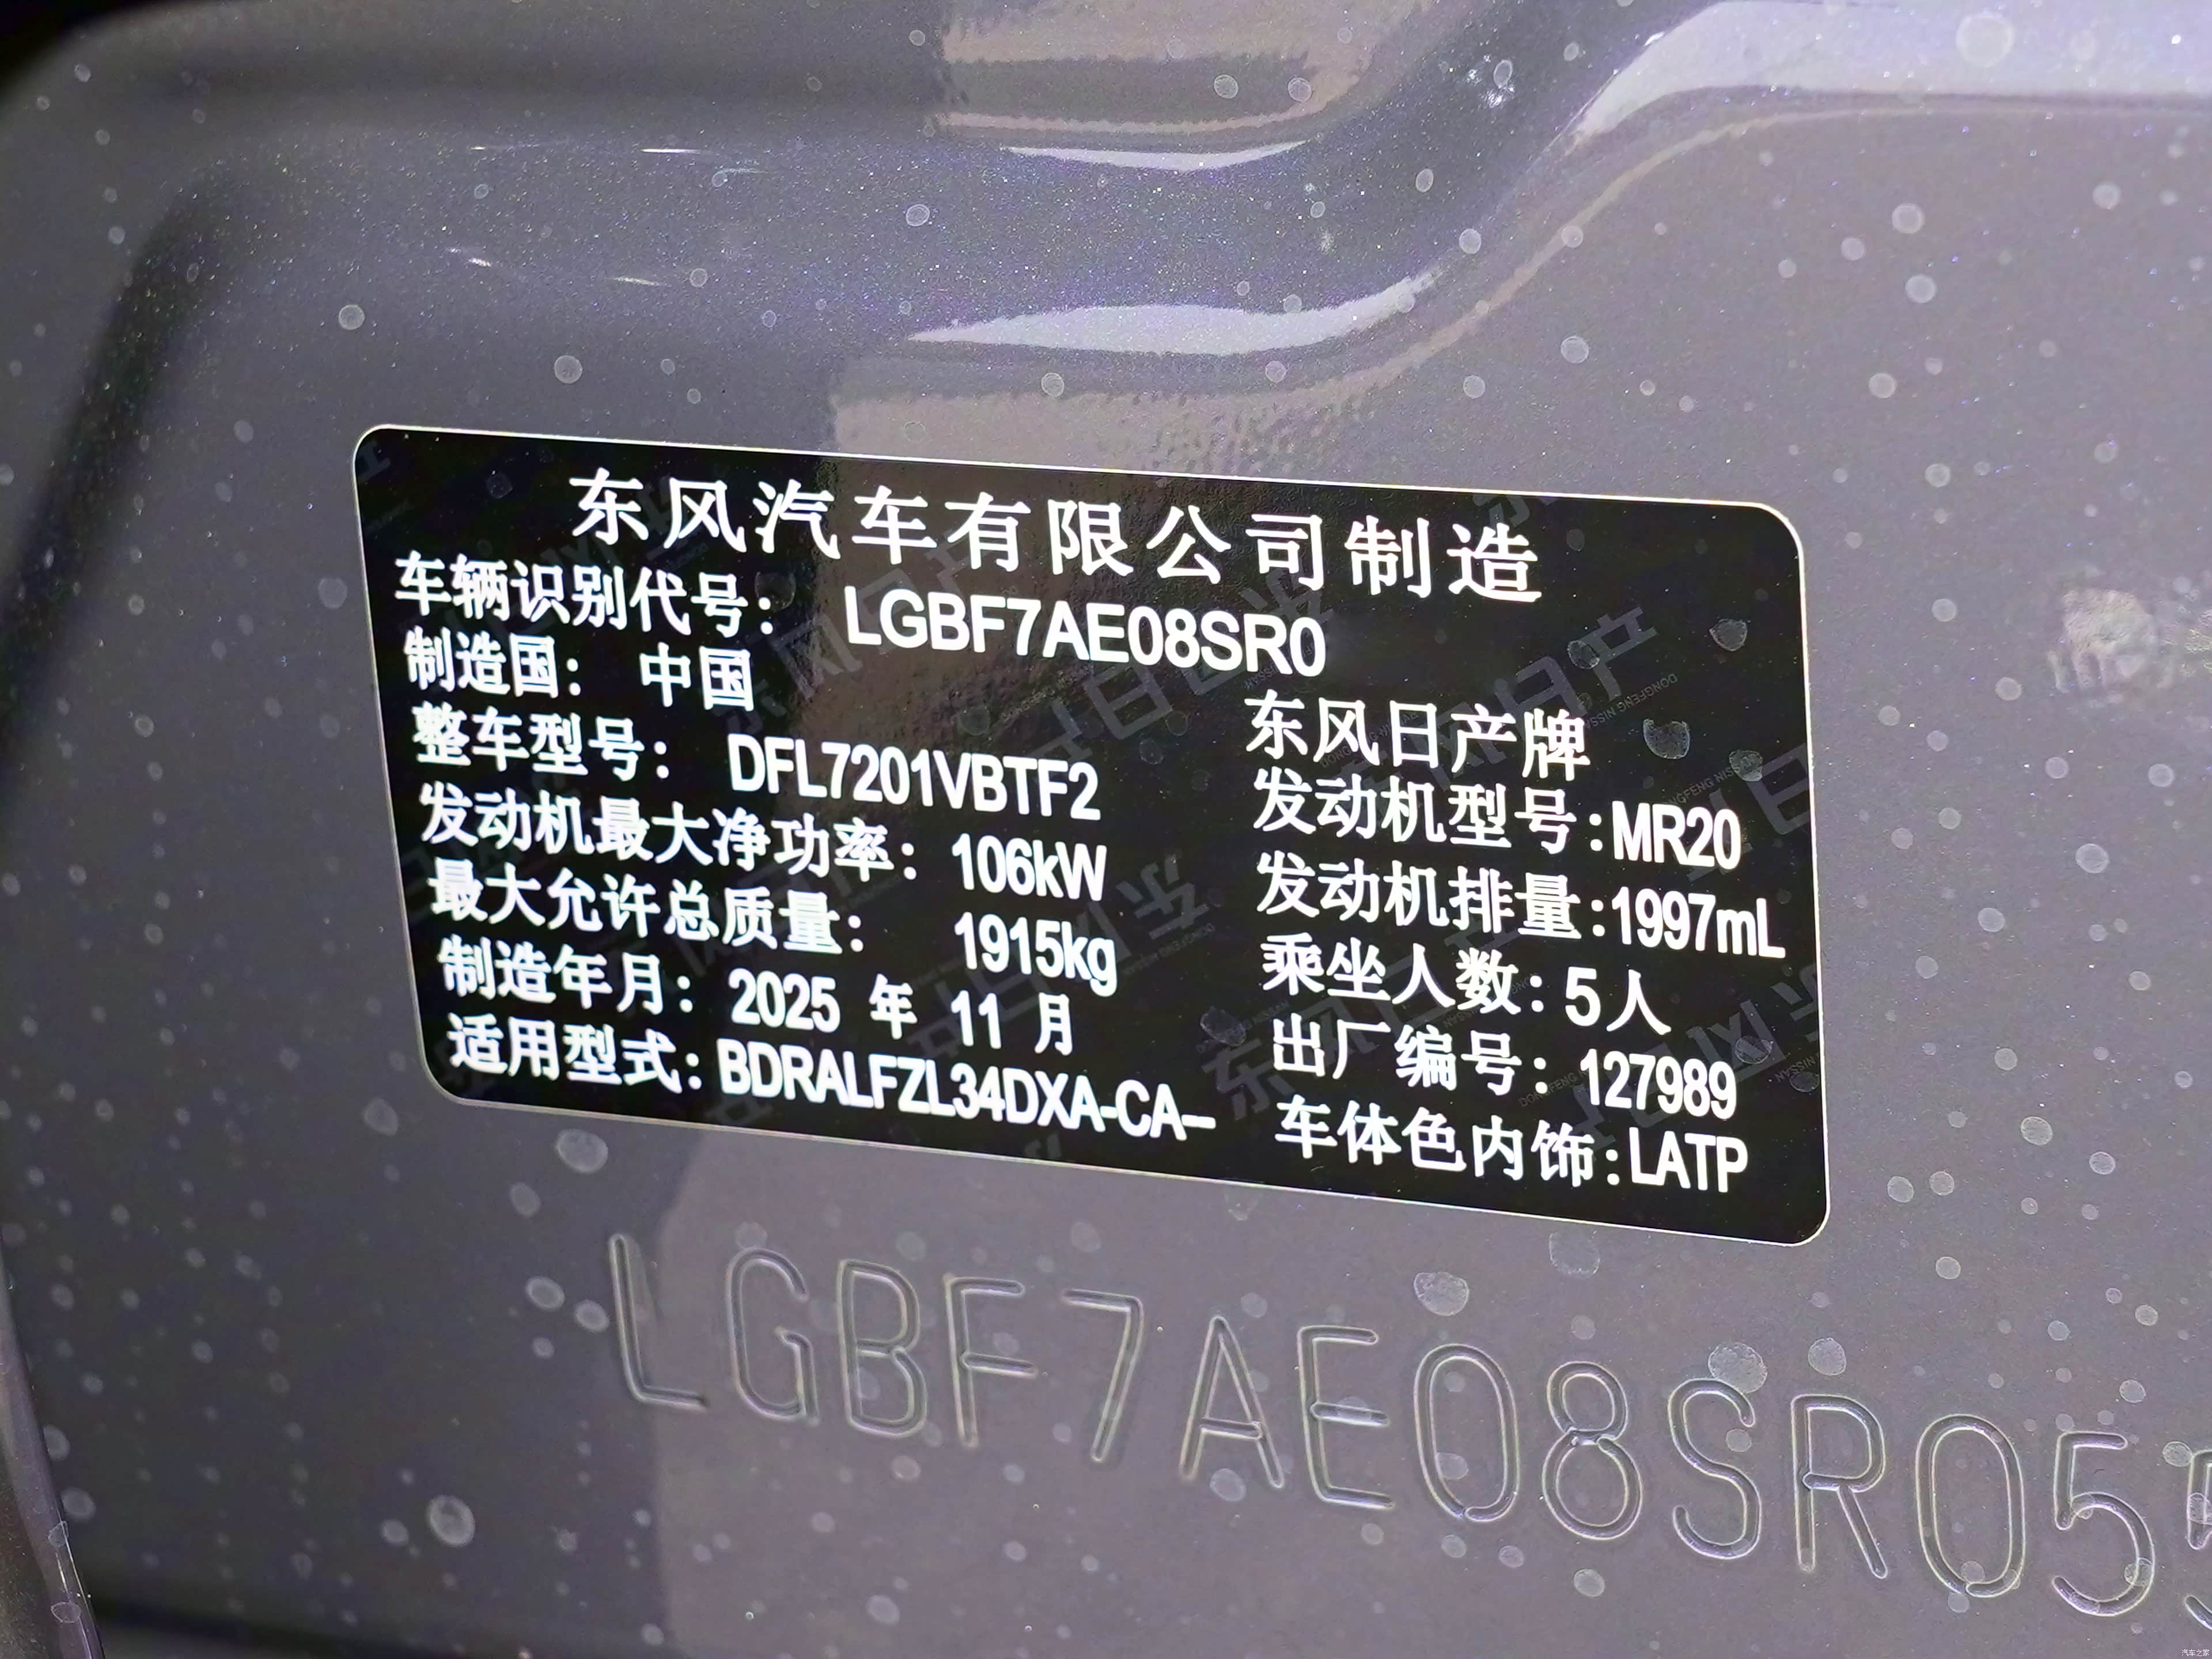 东风汽车有限公司制造
车辆识别代号： LGBF7AE08SR0
制造国： 中国
东风日产牌
整车型号： DFL7201VBTF2
发动机型号:MR20
发动机最大净功率： 106kW
发动机排量:1997mL
最大允许总质量： 1915kg
乘坐人数: 5人
制造年月： 2025 年 11 月
出厂编号: 127989
适用型式: BDRALFZL34DXA-CA-
车体色内饰:LATP
LGBF7AE08SR05
汽车之家